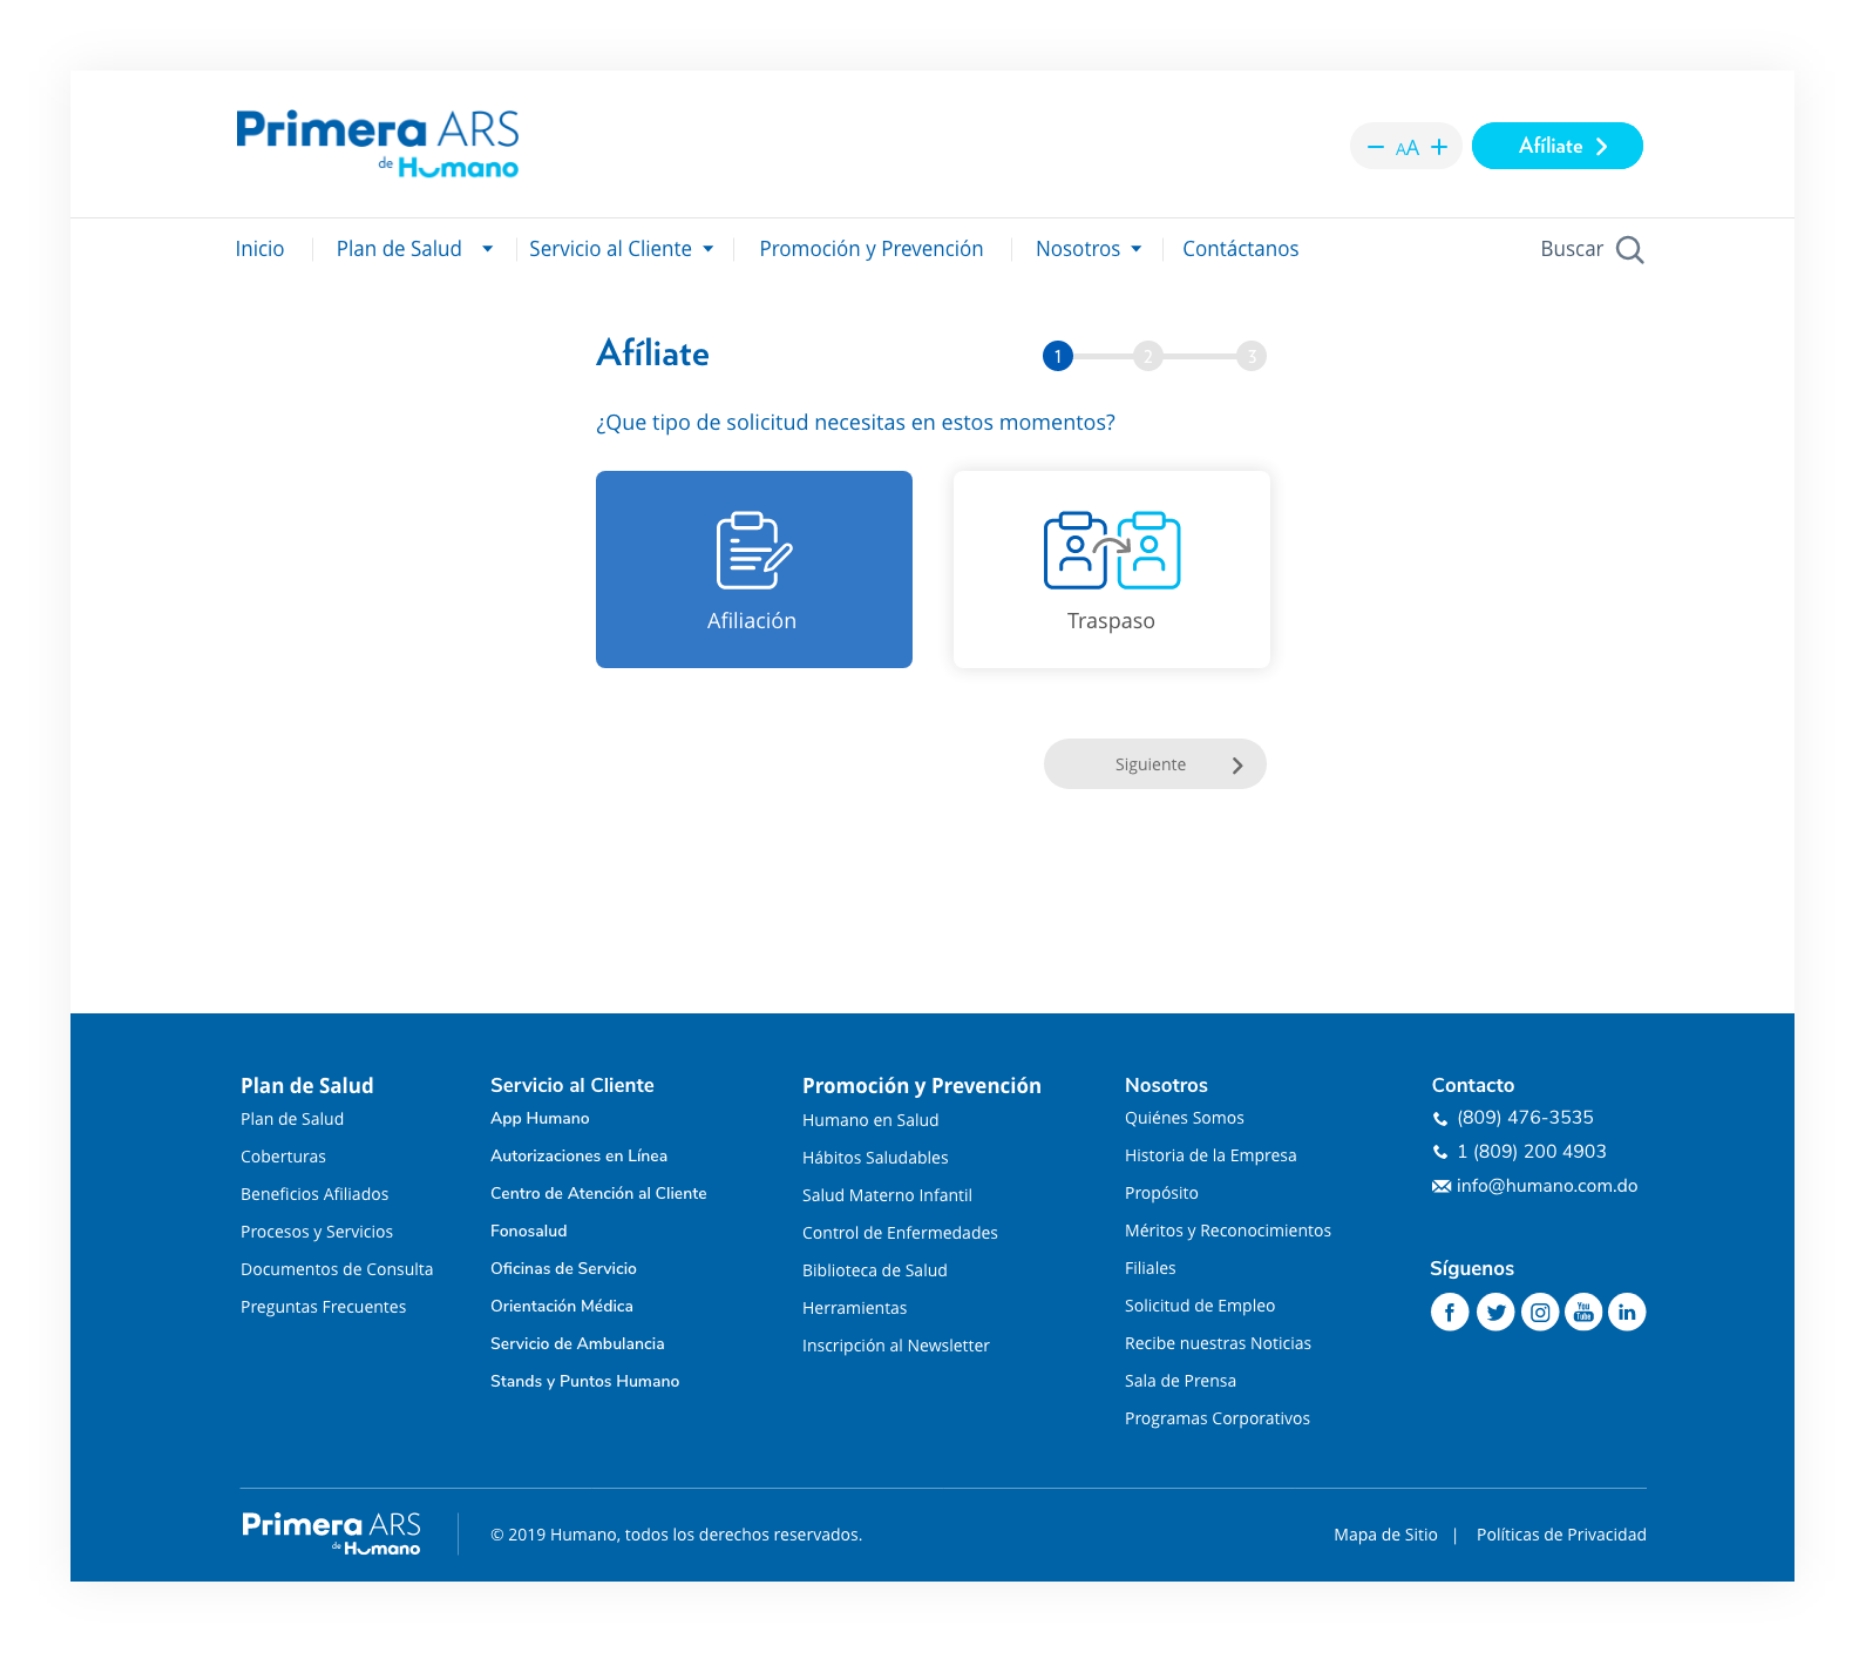 Primera ARS
de Humano
AA
Afíliate
Inicio
Plan de Salud
Servicio al Cliente
Promoción y Prevención
Nosotros
Contáctanos
Buscar
Afíliate
1
2
3
¿Que tipo de solicitud necesitas en estos momentos?
Afiliación
Traspaso
Siguiente
Plan de Salud
Plan de Salud
Coberturas
Beneficios Afiliados
Procesos y Servicios
Documentos de Consulta
Preguntas Frecuentes
Servicio al Cliente
App Humano
Autorizaciones en Línea
Centro de Atención al Cliente
Fonosalud
Oficinas de Servicio
Orientación Médica
Servicio de Ambulancia
Stands y Puntos Humano
Promoción y Prevención
Humano en Salud
Hábitos Saludables
Salud Materno Infantil
Control de Enfermedades
Biblioteca de Salud
Herramientas
Inscripción al Newsletter
Nosotros
Quiénes Somos
Historia de la Empresa
Propósito
Méritos y Reconocimientos
Filiales
Solicitud de Empleo
Recibe nuestras Noticias
Sala de Prensa
Programas Corporativos
Contacto
(809) 476-3535
1 (809) 200 4903
info@humano.com.do
Síguenos
f
You
Tube
in
Primera ARS
de Humano
© 2019 Humano, todos los derechos reservados.
Mapa de Sitio | Políticas de Privacidad